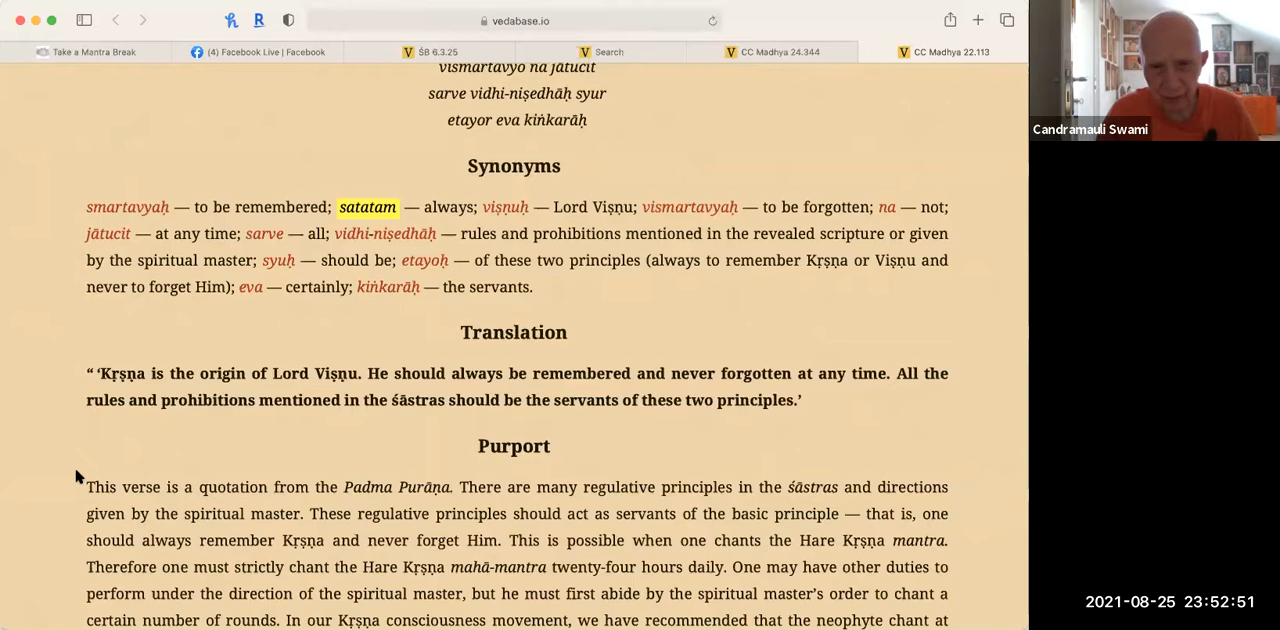 vedabase.io
Take a Mantra Break
(4) Facebook Live | Facebook
ŚB 6.3.25
Search
CC Madhya 24.344
CC Madhya 22.113
vismartavyo na jātucit
sarve vidhi-niṣedhāḥ syur
etayor eva kiṅkarāḥ
Synonyms
smartavyaḥ — to be remembered; satatam — always; viṣṇuḥ — Lord Viṣṇu; vismartavyaḥ — to be forgotten; na — not;
jātucit — at any time; sarve — all; vidhi-niṣedhāḥ — rules and prohibitions mentioned in the revealed scripture or given
by the spiritual master; syuḥ — should be; etayoḥ — of these two principles (always to remember Kṛṣṇa or Viṣṇu and
never to forget Him); eva — certainly; kiṅkarāḥ — the servants.
Translation
“ ‘Kṛṣṇa is the origin of Lord Viṣṇu. He should always be remembered and never forgotten at any time. All the
rules and prohibitions mentioned in the śāstras should be the servants of these two principles.’
Purport
This verse is a quotation from the Padma Purāṇa. There are many regulative principles in the śāstras and directions
given by the spiritual master. These regulative principles should act as servants of the basic principle — that is, one
should always remember Kṛṣṇa and never forget Him. This is possible when one chants the Hare Kṛṣṇa mantra.
Therefore one must strictly chant the Hare Kṛṣṇa mahā-mantra twenty-four hours daily. One may have other duties to
perform under the direction of the spiritual master, but he must first abide by the spiritual master’s order to chant a
certain number of rounds. In our Kṛṣṇa consciousness movement, we have recommended that the neophyte chant at
Candramauli Swami
2021-08-25 23:52:51